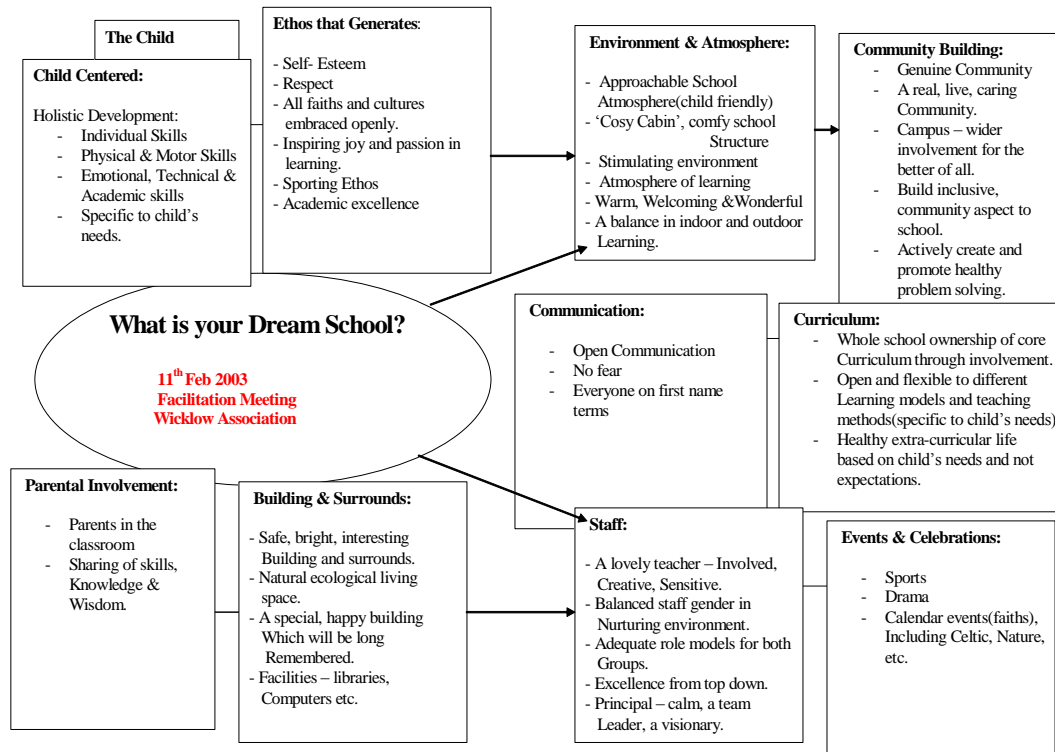 The Child
Child Centered:
Holistic Development:
- Individual Skills
- Physical & Motor Skills
- Emotional, Technical &
Academic skills
- Specific to child's
needs.
Ethos that Generates:
- Self- Esteem
- Respect
- All faiths and cultures
embraced openly.
- Inspiring joy and passion in
learning.
- Sporting Ethos
- Academic excellence
Environment & Atmosphere:
- Approachable School
Atmosphere(child friendly)
- ‘Cosy Cabin’, comfy school
Structure
- Stimulating environment
- Atmosphere of learning
- Warm, Welcoming &Wonderful
- A balance in indoor and outdoor
Learning.
Community Building:
- Genuine Community
- A real, live, caring
Community.
- Campus – wider
involvement for the
better of all.
- Build inclusive,
community aspect to
school.
- Actively create and
promote healthy
problem solving.
What is your Dream School?
11th Feb 2003
Facilitation Meeting
Wicklow Association
Communication:
- Open Communication
- No fear
- Everyone on first name
terms
Curriculum:
- Whole school ownership of core
Curriculum through involvement.
- Open and flexible to different
Learning models and teaching
methods(specific to child's needs)
- Healthy extra-curricular life
based on child's needs and not
expectations.
Parental Involvement:
- Parents in the
classroom
- Sharing of skills,
Knowledge &
Wisdom.
Building & Surrounds:
- Safe, bright, interesting
Building and surrounds.
- Natural ecological living
space.
- A special, happy building
Which will be long
Remembered.
- Facilities – libraries,
Computers etc.
Staff:
- A lovely teacher – Involved,
Creative, Sensitive.
- Balanced staff gender in
Nurturing environment.
- Adequate role models for both
Groups.
- Excellence from top down.
- Principal – calm, a team
Leader, a visionary.
Events & Celebrations:
- Sports
- Drama
- Calendar events(faiths),
Including Celtic, Nature,
etc.